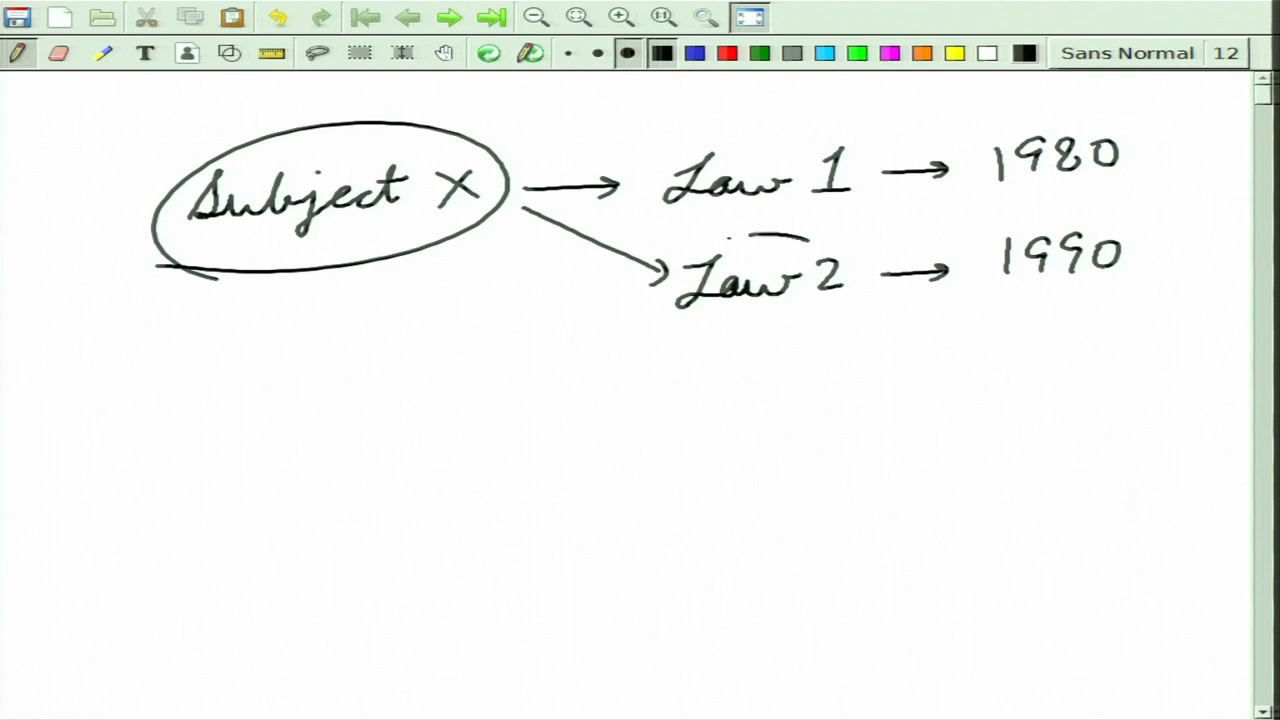 Sans Normal 12
Subject X → Law 1 → 1980
Law 2 → 1990